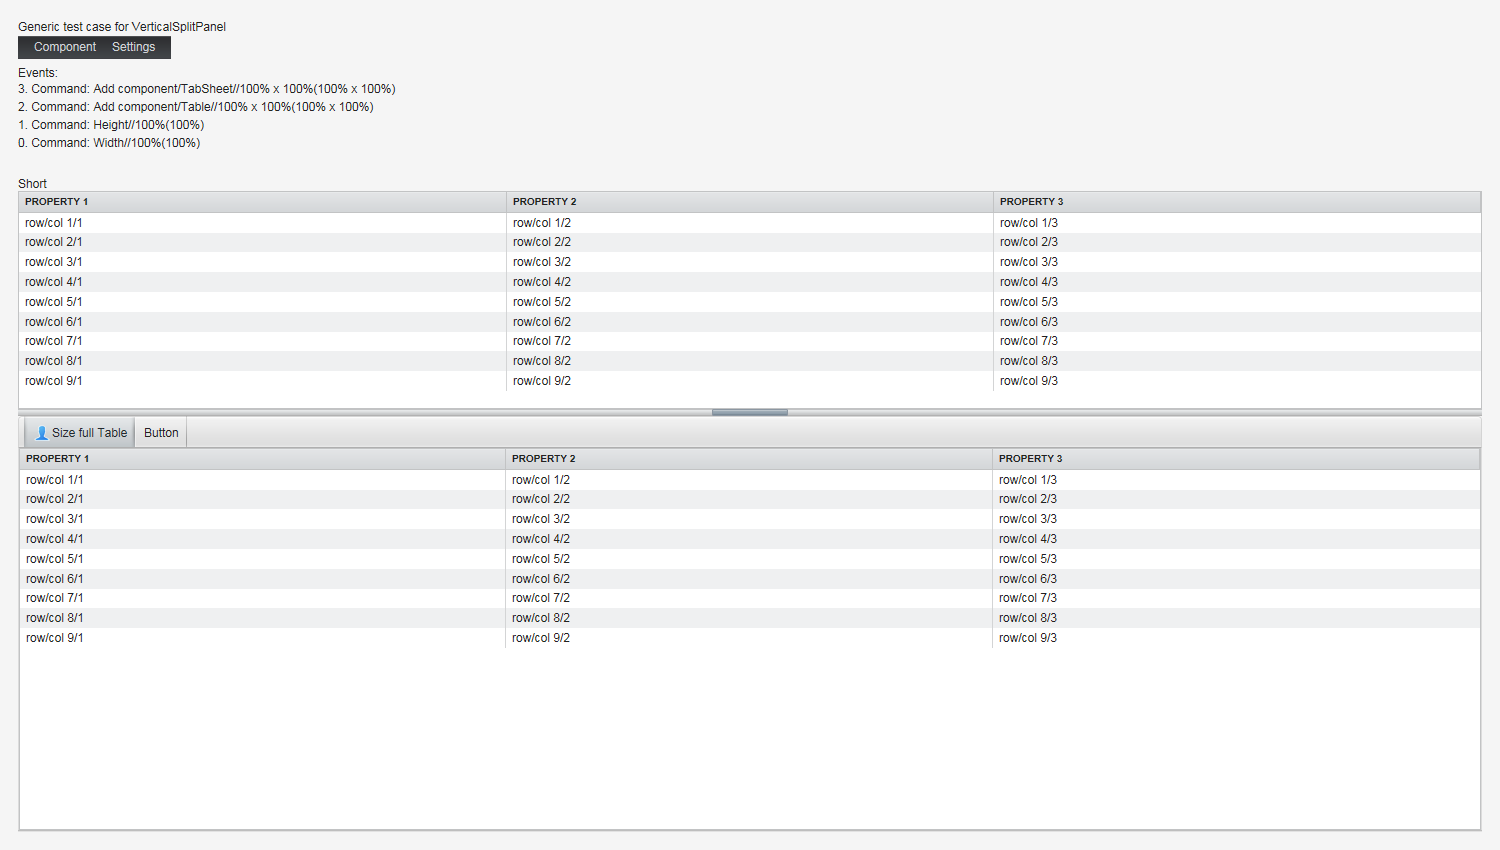 Generic test case for VerticalSplitPanel
Component Settings
Events:
3. Command: Add component/TabSheet//100% x 100%(100% x 100%)
2. Command: Add component/Table//100% x 100%(100% x 100%)
1. Command: Height//100%(100%)
0. Command: Width//100%(100%)
Short
PROPERTY 1 PROPERTY 2 PROPERTY 3
row/col 1/1 row/col 1/2 row/col 1/3
row/col 2/1 row/col 2/2 row/col 2/3
row/col 3/1 row/col 3/2 row/col 3/3
row/col 4/1 row/col 4/2 row/col 4/3
row/col 5/1 row/col 5/2 row/col 5/3
row/col 6/1 row/col 6/2 row/col 6/3
row/col 7/1 row/col 7/2 row/col 7/3
row/col 8/1 row/col 8/2 row/col 8/3
row/col 9/1 row/col 9/2 row/col 9/3
Size full Table Button
PROPERTY 1 PROPERTY 2 PROPERTY 3
row/col 1/1 row/col 1/2 row/col 1/3
row/col 2/1 row/col 2/2 row/col 2/3
row/col 3/1 row/col 3/2 row/col 3/3
row/col 4/1 row/col 4/2 row/col 4/3
row/col 5/1 row/col 5/2 row/col 5/3
row/col 6/1 row/col 6/2 row/col 6/3
row/col 7/1 row/col 7/2 row/col 7/3
row/col 8/1 row/col 8/2 row/col 8/3
row/col 9/1 row/col 9/2 row/col 9/3